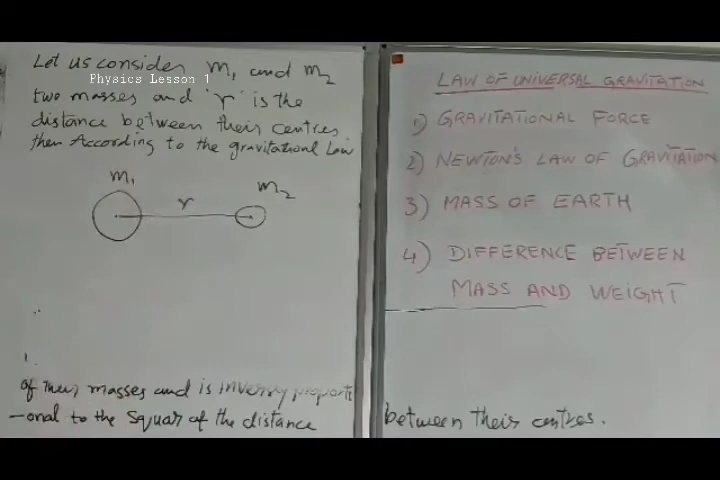 Let us consider m₁ and m₂
Physics Lesson 1
two masses and 'r' is the
distance between their centres
then According to the gravitational Law
m₁
m₂
r
of their masses and is inversy proporti
-onal to the squar of the distance
between their centres.
LAW OF UNIVERSAL GRAVITATION
1) GRAVITATIONAL FORCE
2) NEWTON'S LAW OF GRAVITATION
3) MASS OF EARTH
4) DIFFERENCE BETWEEN
MASS AND WEIGHT